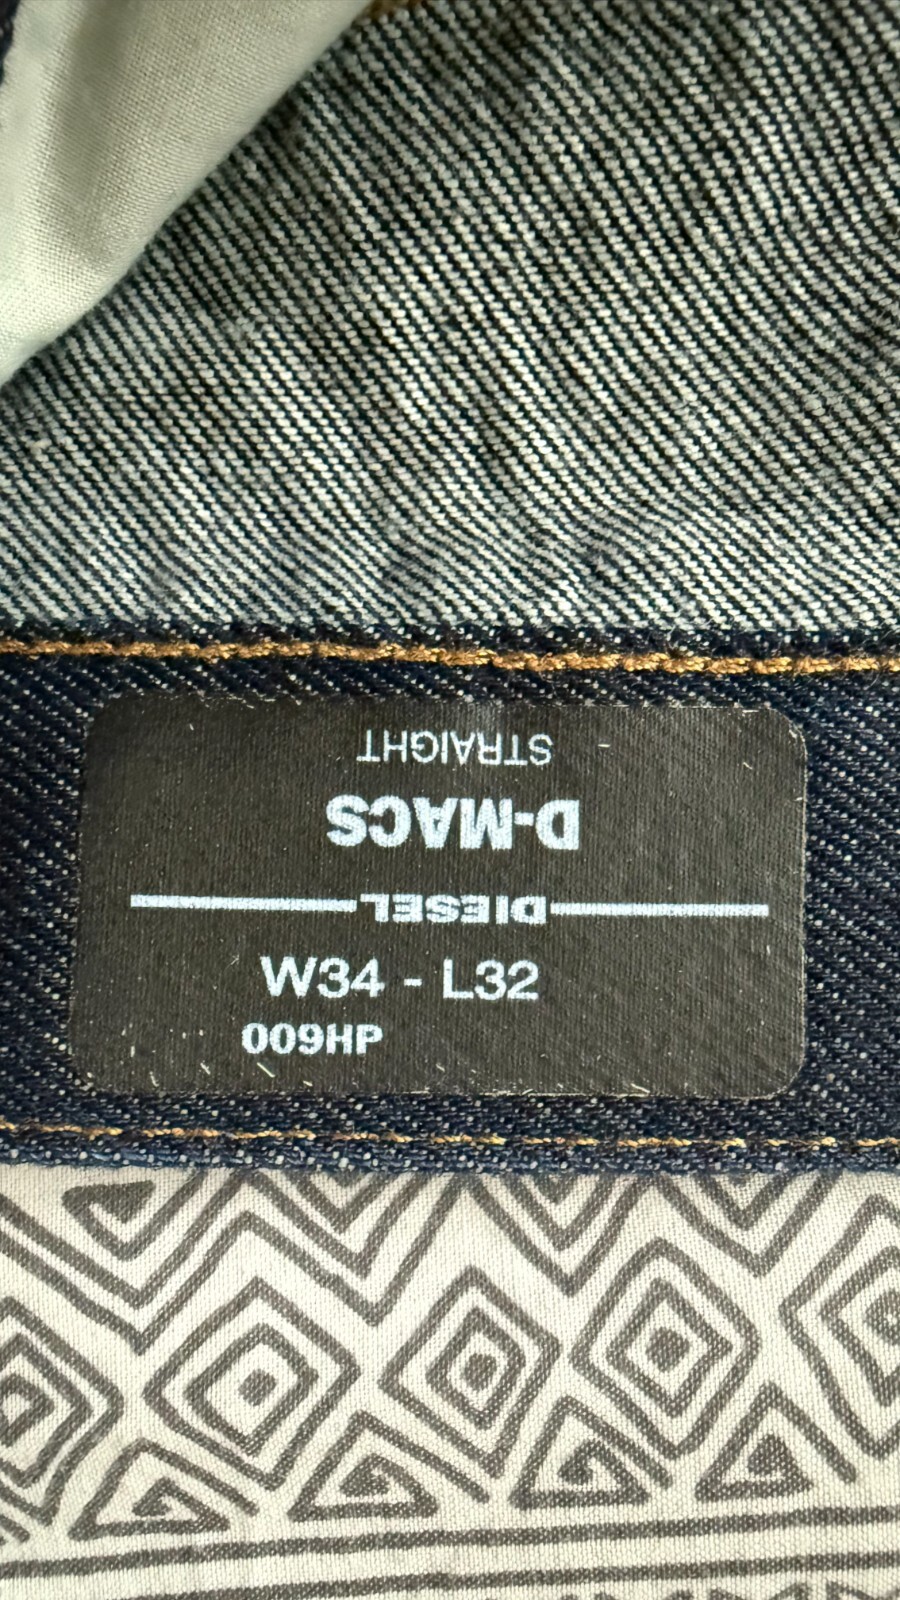 STRAIGHT
D-MACS
DIESEL
W34 - L32
009HP